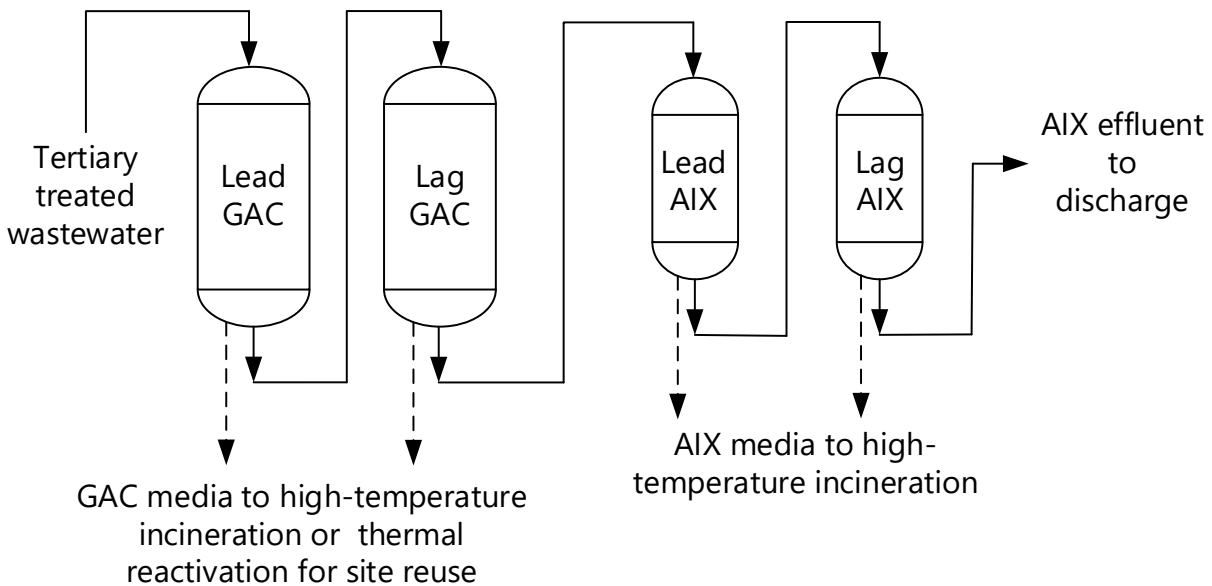 Tertiary
treated
wastewater
Lead
GAC
Lag
GAC
Lead
AIX
Lag
AIX
AIX effluent
to
discharge
GAC media to high-temperature
incineration or thermal
reactivation for site reuse
AIX media to high-
temperature incineration